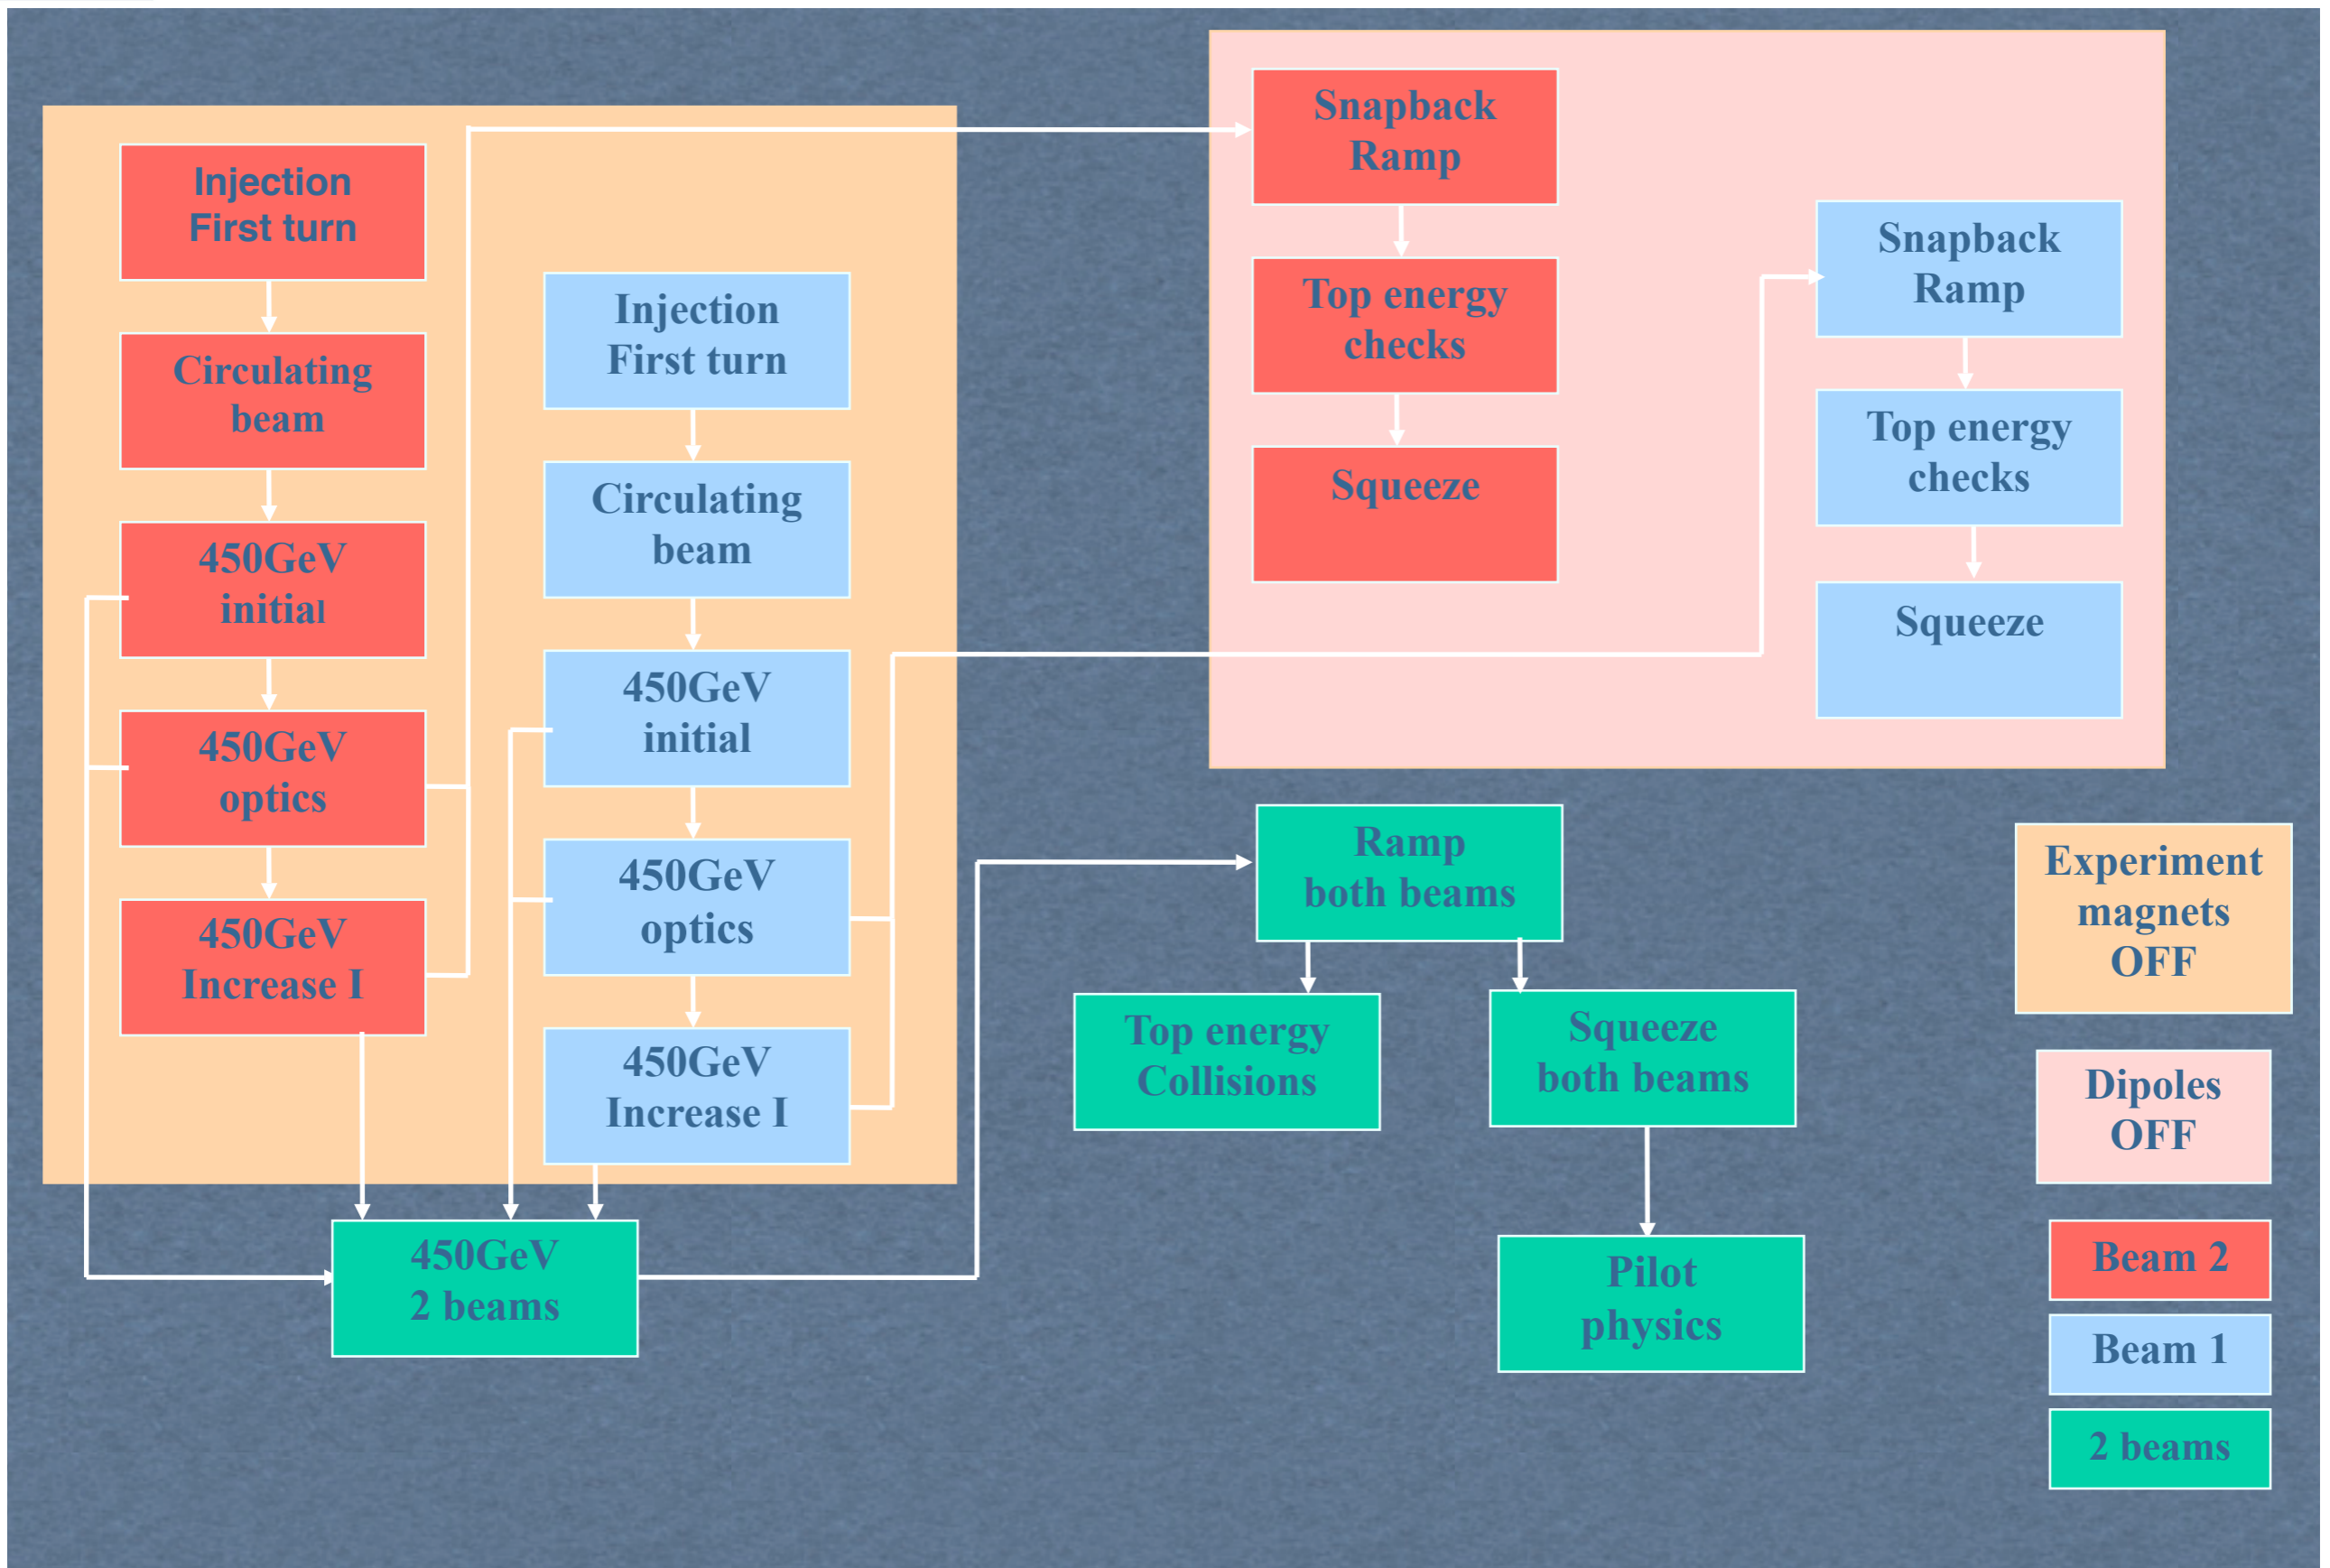 Injection
First turn
Circulating
beam
450GeV
initial
450GeV
optics
450GeV
Increase I
Injection
First turn
Circulating
beam
450GeV
initial
450GeV
optics
450GeV
Increase I
450GeV
2 beams
Snapback
Ramp
Top energy
checks
Squeeze
Snapback
Ramp
Top energy
checks
Squeeze
Ramp
both beams
Top energy
Collisions
Squeeze
both beams
Pilot
physics
Experiment
magnets
OFF
Dipoles
OFF
Beam 2
Beam 1
2 beams